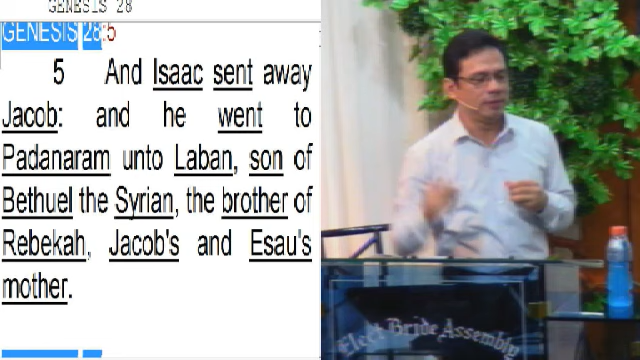 GENESIS 28
GENESIS 28:5
5 And Isaac sent away
Jacob: and he went to
Padanaram unto Laban, son of
Bethuel the Syrian, the brother of
Rebekah, Jacob's and Esau's
mother.
Elect Bride Assembly